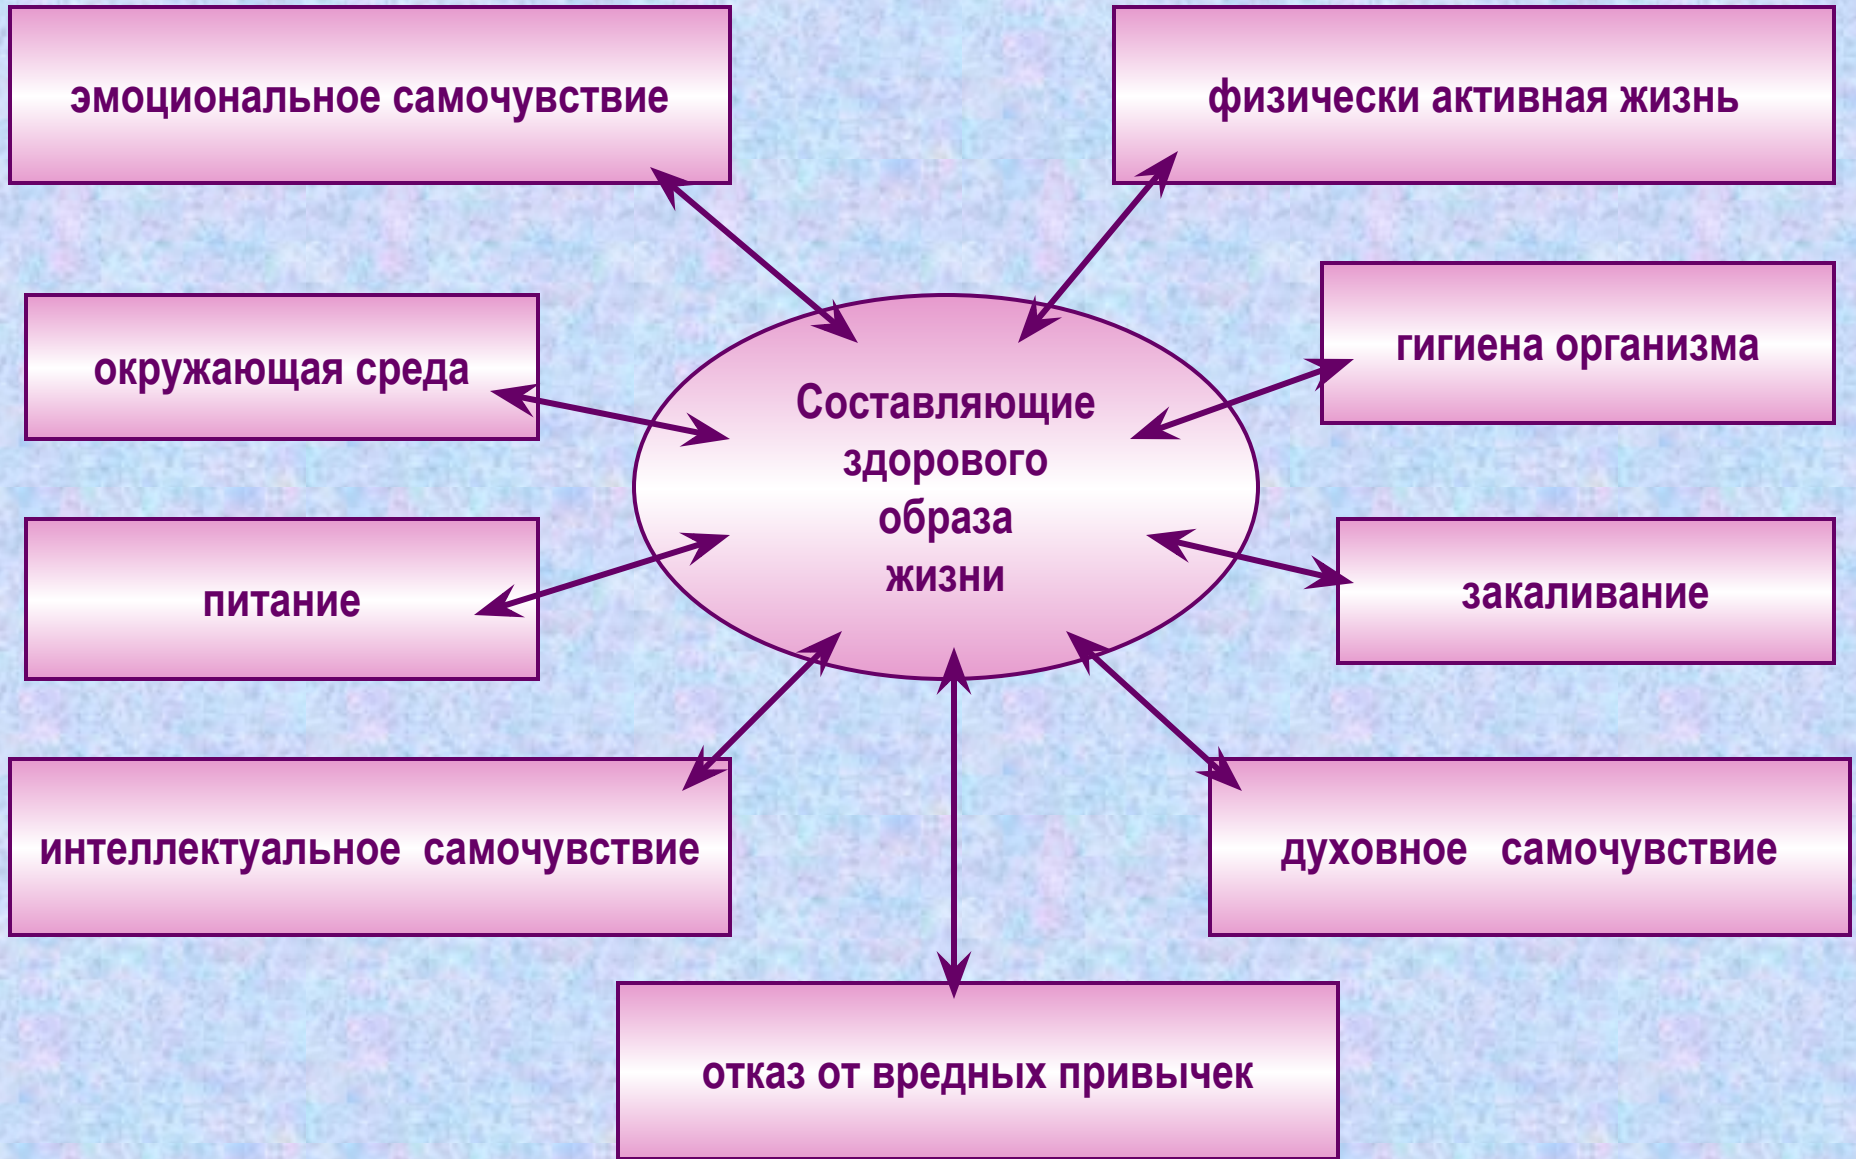 эмоциональное самочувствие
физически активная жизнь
окружающая среда
гигиена организма
Составляющие
здорового
образа
жизни
питание
закаливание
интеллектуальное самочувствие
духовное самочувствие
отказ от вредных привычек